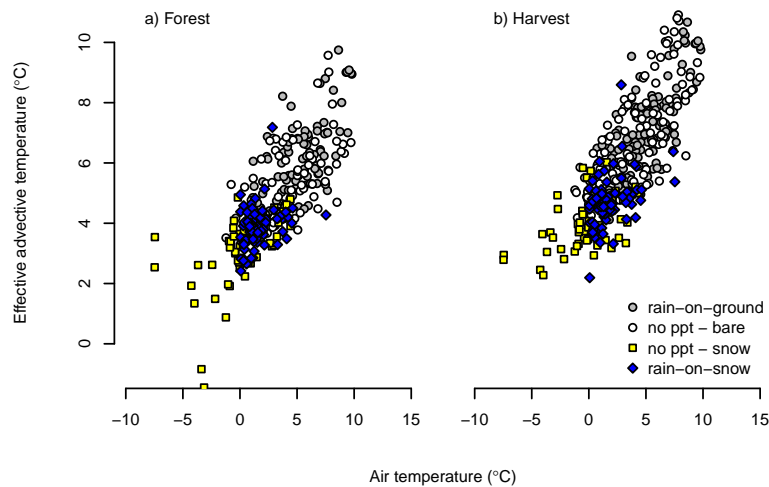 a) Forest
b) Harvest
Effective advective temperature (°C)
10
8
6
4
2
0
rain−on−ground
no ppt − bare
no ppt − snow
rain−on−snow
−10 −5 0 5 10 15
−10 −5 0 5 10 15
Air temperature (°C)